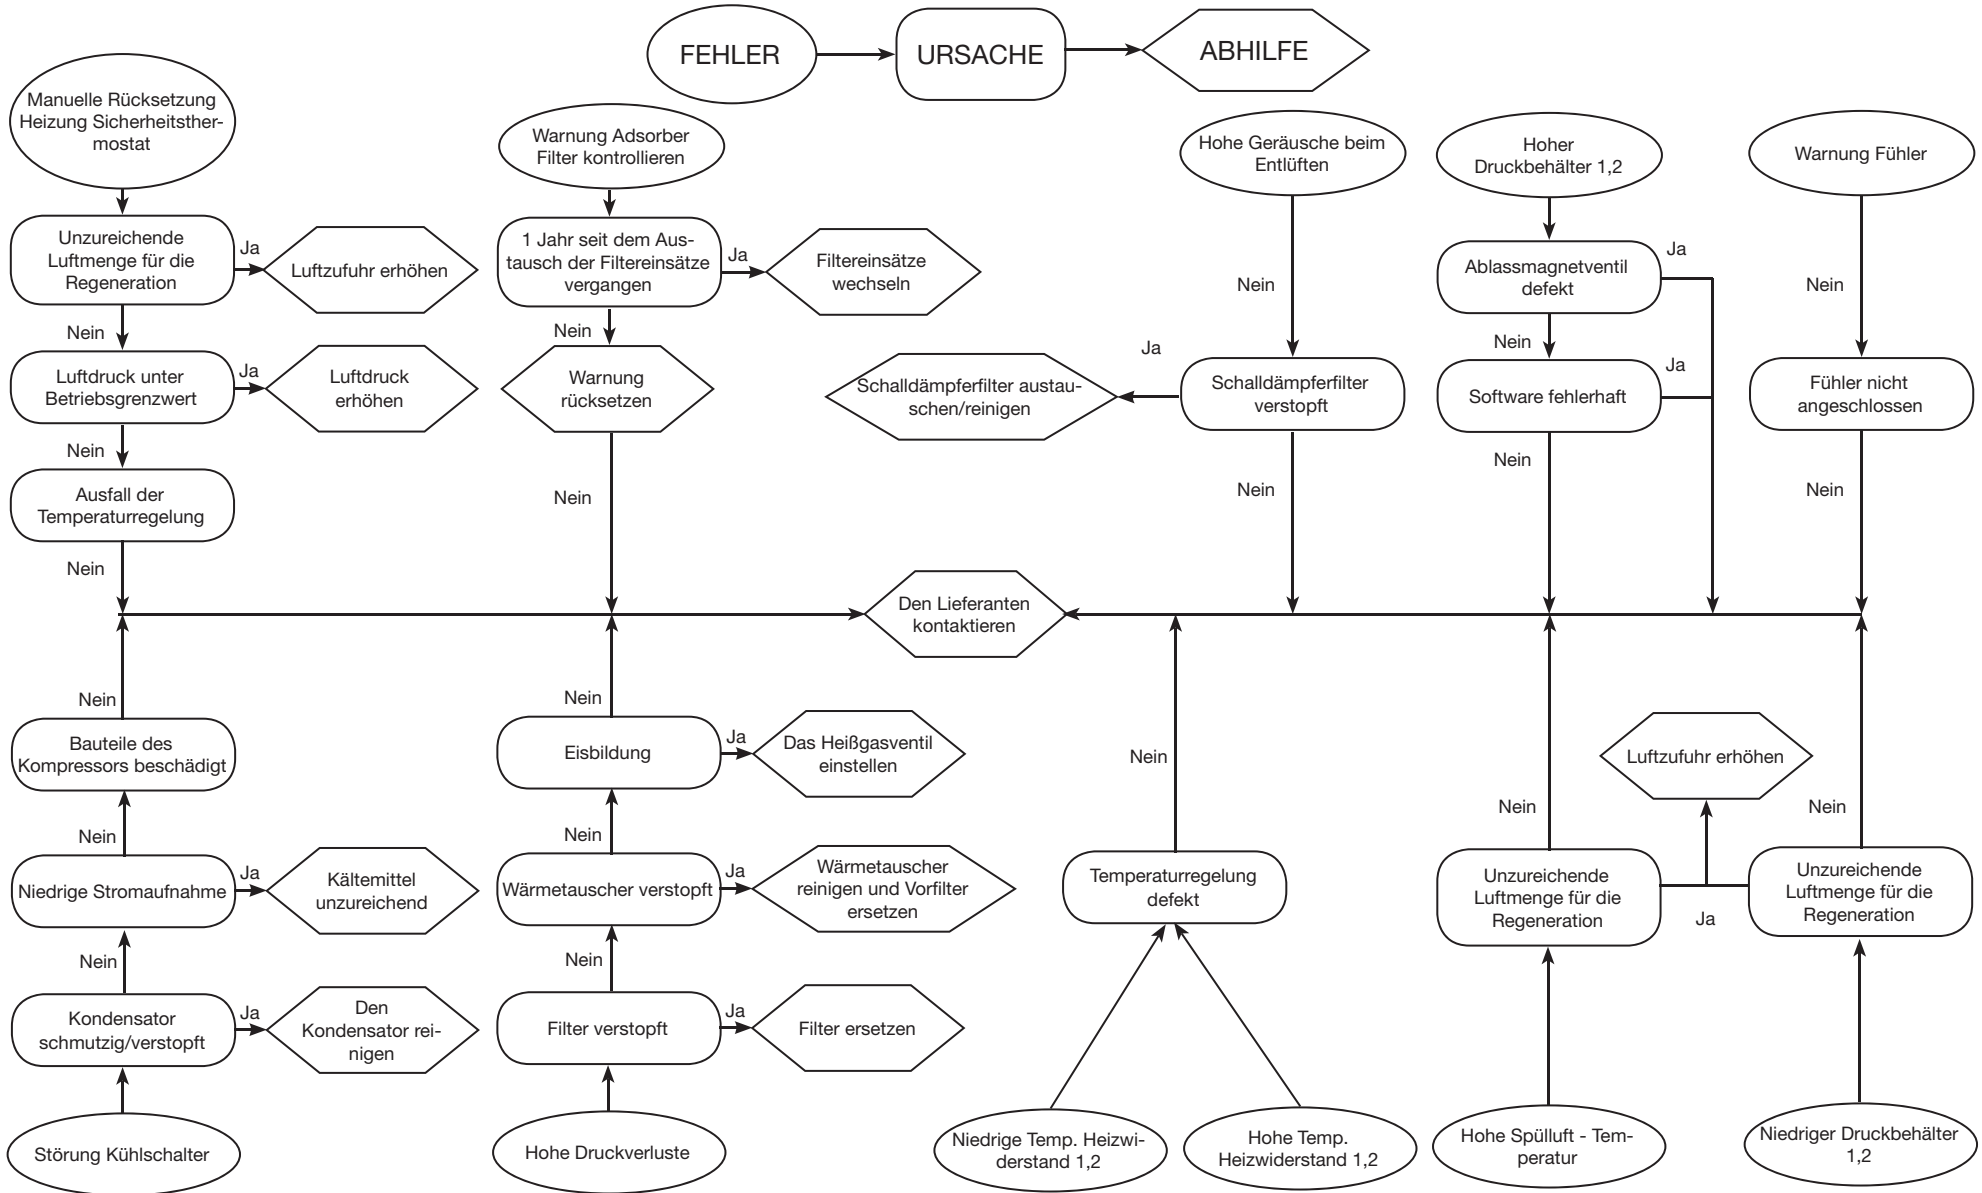 FEHLER
URSACHE
ABHILFE
Manuelle Rücksetzung
Heizung Sicherheitsther-
mostat
Unzureichende
Luftmenge für die
Regeneration
Ja
Luftzufuhr erhöhen
Nein
Luftdruck unter
Betriebsgrenzwert
Ja
Luftdruck
erhöhen
Nein
Ausfall der
Temperaturregelung
Nein
Warnung Adsorber
Filter kontrollieren
1 Jahr seit dem Aus-
tausch der Filtereinsätze
vergangen
Ja
Filtereinsätze
wechseln
Nein
Warnung
rücksetzen
Nein
Hohe Geräusche beim
Entlüften
Nein
Ja
Schalldämpferfilter austau-
schen/reinigen
Schalldämpferfilter
verstopft
Nein
Hoher
Druckbehälter 1,2
Ablassmagnetventil
defekt
Ja
Nein
Software fehlerhaft
Ja
Nein
Warnung Fühler
Nein
Fühler nicht
angeschlossen
Nein
Den Lieferanten
kontaktieren
Nein
Bauteile des
Kompressors beschädigt
Nein
Niedrige Stromaufnahme
Ja
Kältemittel
unzureichend
Nein
Kondensator
schmutzig/verstopft
Ja
Den
Kondensator rei-
nigen
Störung Kühlschalter
Nein
Eisbildung
Ja
Das Heißgasventil
einstellen
Nein
Wärmetauscher verstopft
Ja
Wärmetauscher
reinigen und Vorfilter
ersetzen
Nein
Filter verstopft
Ja
Filter ersetzen
Hohe Druckverluste
Nein
Temperaturregelung
defekt
Niedrige Temp. Heizwi-
derstand 1,2
Hohe Temp.
Heizwiderstand 1,2
Nein
Unzureichende
Luftmenge für die
Regeneration
Hohe Spülluft - Tem-
peratur
Luftzufuhr erhöhen
Ja
Nein
Unzureichende
Luftmenge für die
Regeneration
Niedriger Druckbehälter
1,2